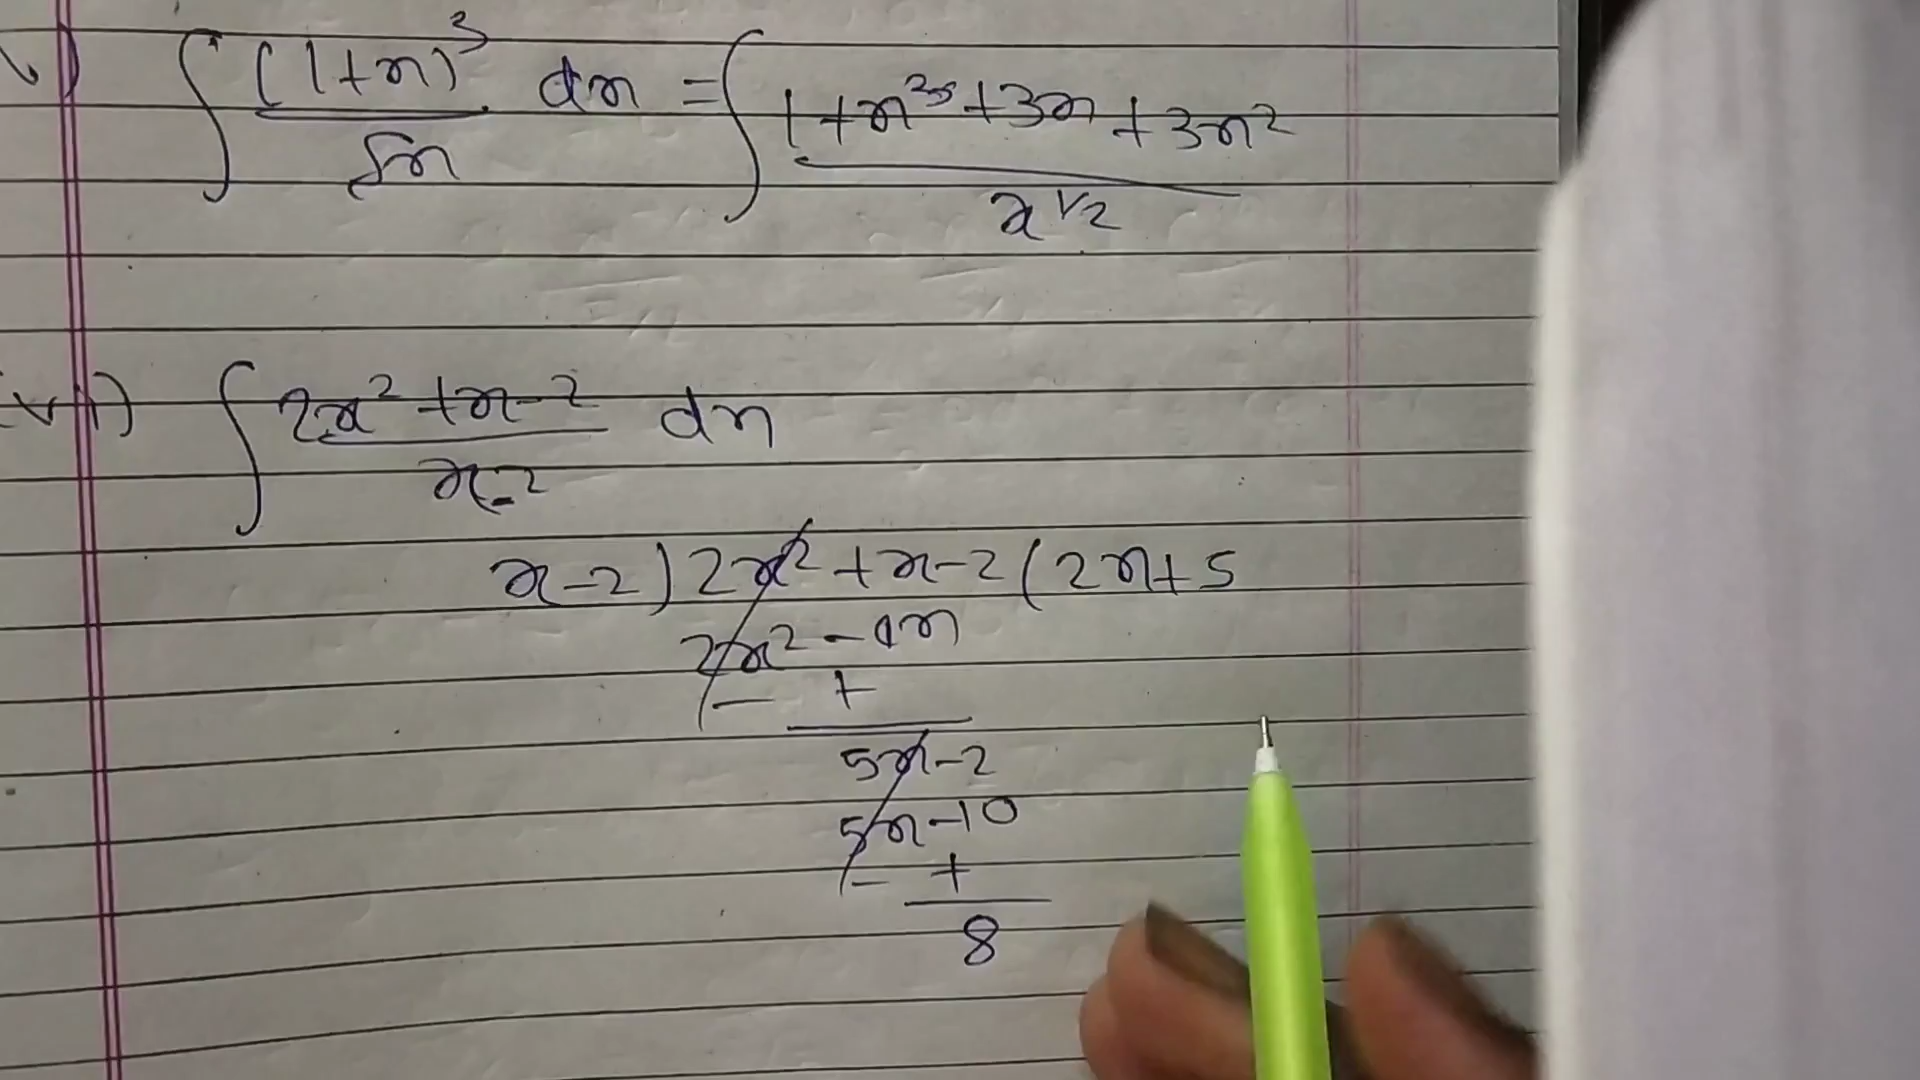 v) ∫ (1+x)³/√x dx = ∫ 1+x³+3x+3x²/x^1/2
vi) ∫ 2x²+x-2/x-2 dx
x-2) 2x²+x-2 (2x+5
2x²-4x
- +
5x-2
5x-10
- +
8